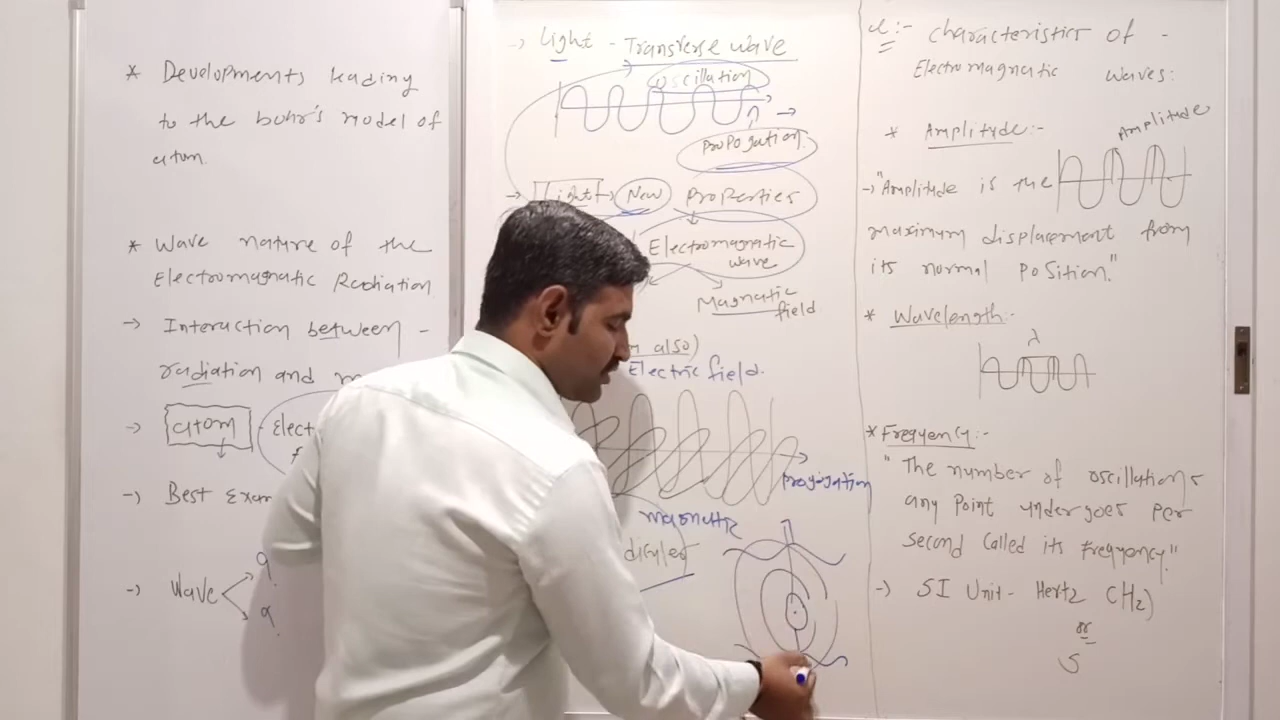 * Developments leading
to the bohr's model of
atom.
* Wave nature of the
Electromagnetic Radiation
-> Interaction between -
radiation and
-> atom - Elect
-> Best Exam
-> Wave
-> Light - Transverse wave
oscillation
Propogation
-> Light -> New Properties
Electromagnetic
wave
Magnetic
field
also)
Electric field.
Propogation
magnetic
e:- Characteristics of -
Electromagnetic waves:
* Amplitude:-
Amplitude
-> "Amplitude is the
maximum displacement from
its normal position."
* Wavelength:-
λ
* Frequency:-
"The number of oscillations
any point undergoes per
second called its frequency."
-> SI Unit - Hertz (Hz)
or
S